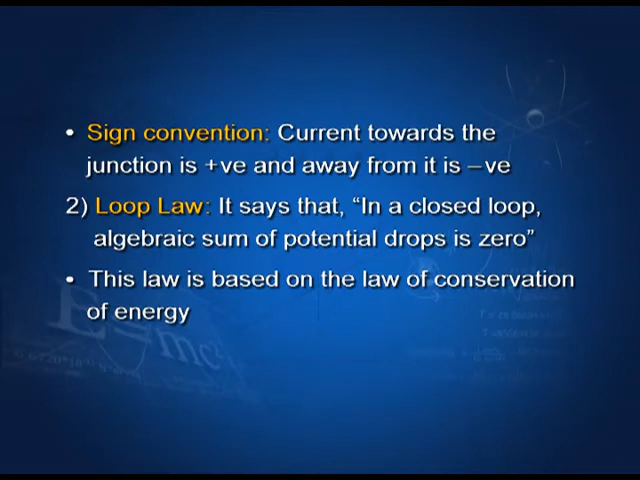 • Sign convention: Current towards the
junction is +ve and away from it is –ve
2) Loop Law: It says that, “In a closed loop,
algebraic sum of potential drops is zero”
• This law is based on the law of conservation
of energy
E=mc²